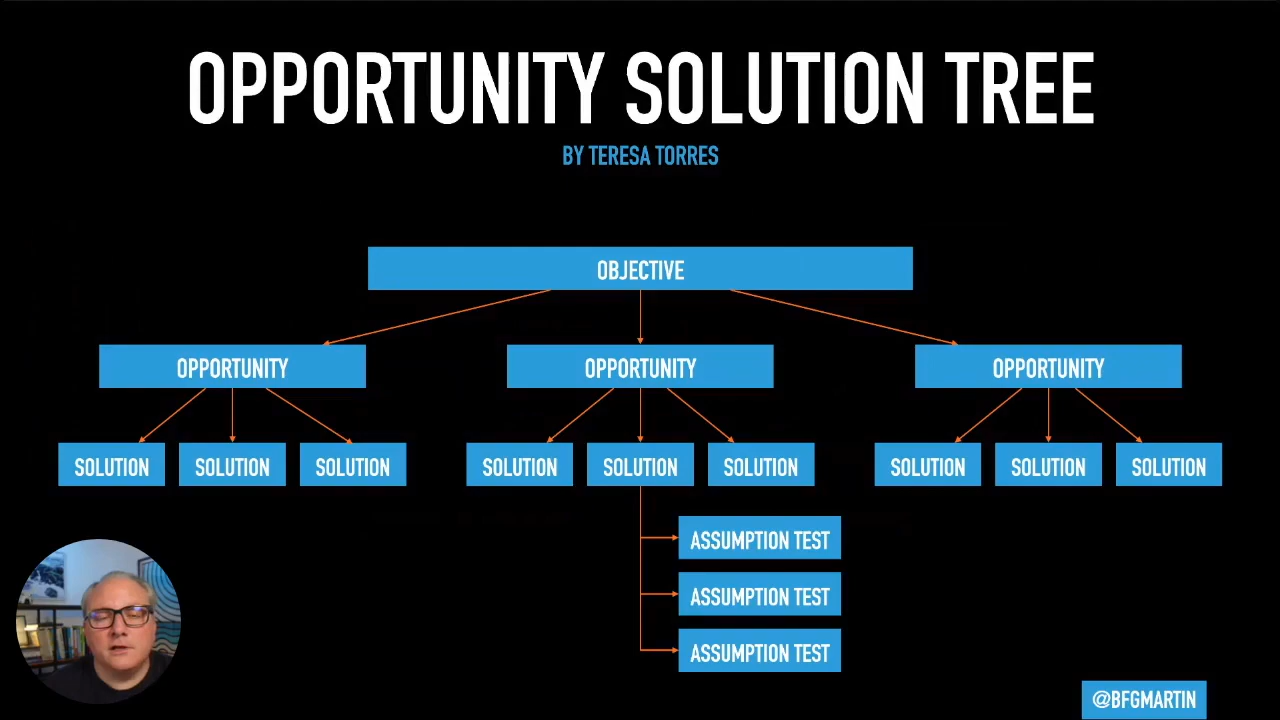 OPPORTUNITY SOLUTION TREE
BY TERESA TORRES
OBJECTIVE
OPPORTUNITY
OPPORTUNITY
OPPORTUNITY
SOLUTION
SOLUTION
SOLUTION
SOLUTION
SOLUTION
SOLUTION
SOLUTION
SOLUTION
SOLUTION
ASSUMPTION TEST
ASSUMPTION TEST
ASSUMPTION TEST
@BFGMARTIN